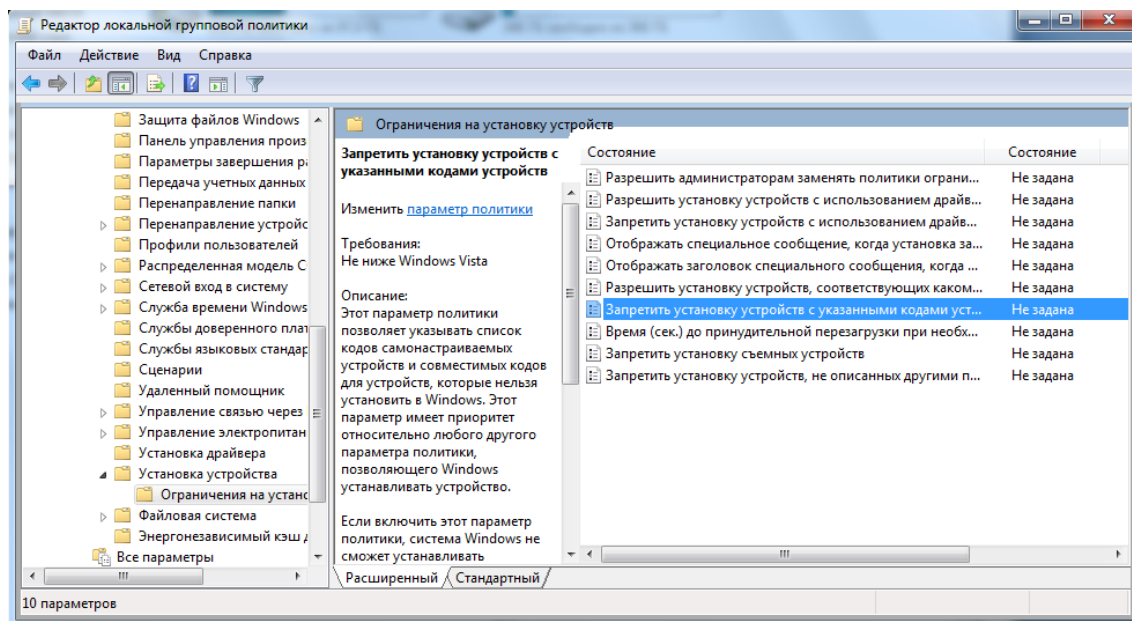 Редактор локальной групповой политики
Файл Действие Вид Справка
Защита файлов Windows
Панель управления произ
Параметры завершения р
Передача учетных данных
Перенаправление папки
Перенаправление устройс
Профили пользователей
Распределенная модель C
Сетевой вход в систему
Служба времени Windows
Службы доверенного плат
Службы языковых стандар
Сценарии
Удаленный помощник
Управление связью через
Управление электропитан
Установка драйвера
Установка устройства
Ограничения на устано
Файловая система
Энергонезависимый кэш д
Все параметры
Ограничения на установку устройств
Запретить установку устройств с
указанными кодами устройств
Изменить параметр политики
Требования:
Не ниже Windows Vista
Описание:
Этот параметр политики
позволяет указывать список
кодов самонастраиваемых
устройств и совместимых кодов
для устройств, которые нельзя
установить в Windows. Этот
параметр имеет приоритет
относительно любого другого
параметра политики,
позволяющего Windows
устанавливать устройство.
Если включить этот параметр
политики, система Windows не
сможет устанавливать
Состояние Состояние
Разрешить администраторам заменять политики ограни... Не задана
Разрешить установку устройств с использованием драйв... Не задана
Запретить установку устройств с использованием драйв... Не задана
Отображать специальное сообщение, когда установка за... Не задана
Отображать заголовок специального сообщения, когда ... Не задана
Разрешить установку устройств, соответствующих каком... Не задана
Запретить установку устройств с указанными кодами уст... Не задана
Время (сек.) до принудительной перезагрузки при необх... Не задана
Запретить установку съемных устройств Не задана
Запретить установку устройств, не описанных другими п... Не задана
Расширенный Стандартный
10 параметров